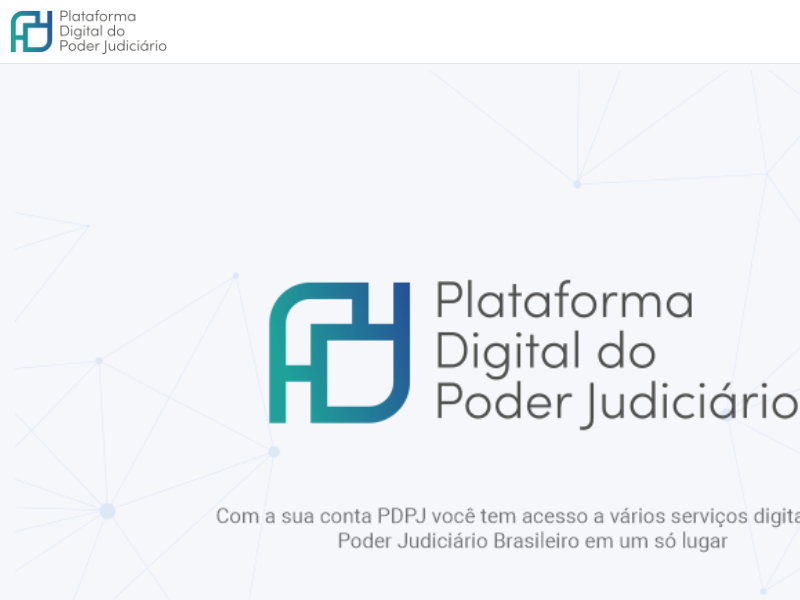 Plataforma
Digital do
Poder Judiciário
Plataforma
Digital do
Poder Judiciário
Com a sua conta PDPJ você tem acesso a vários serviços
Poder Judiciário Brasileiro em um só lugar